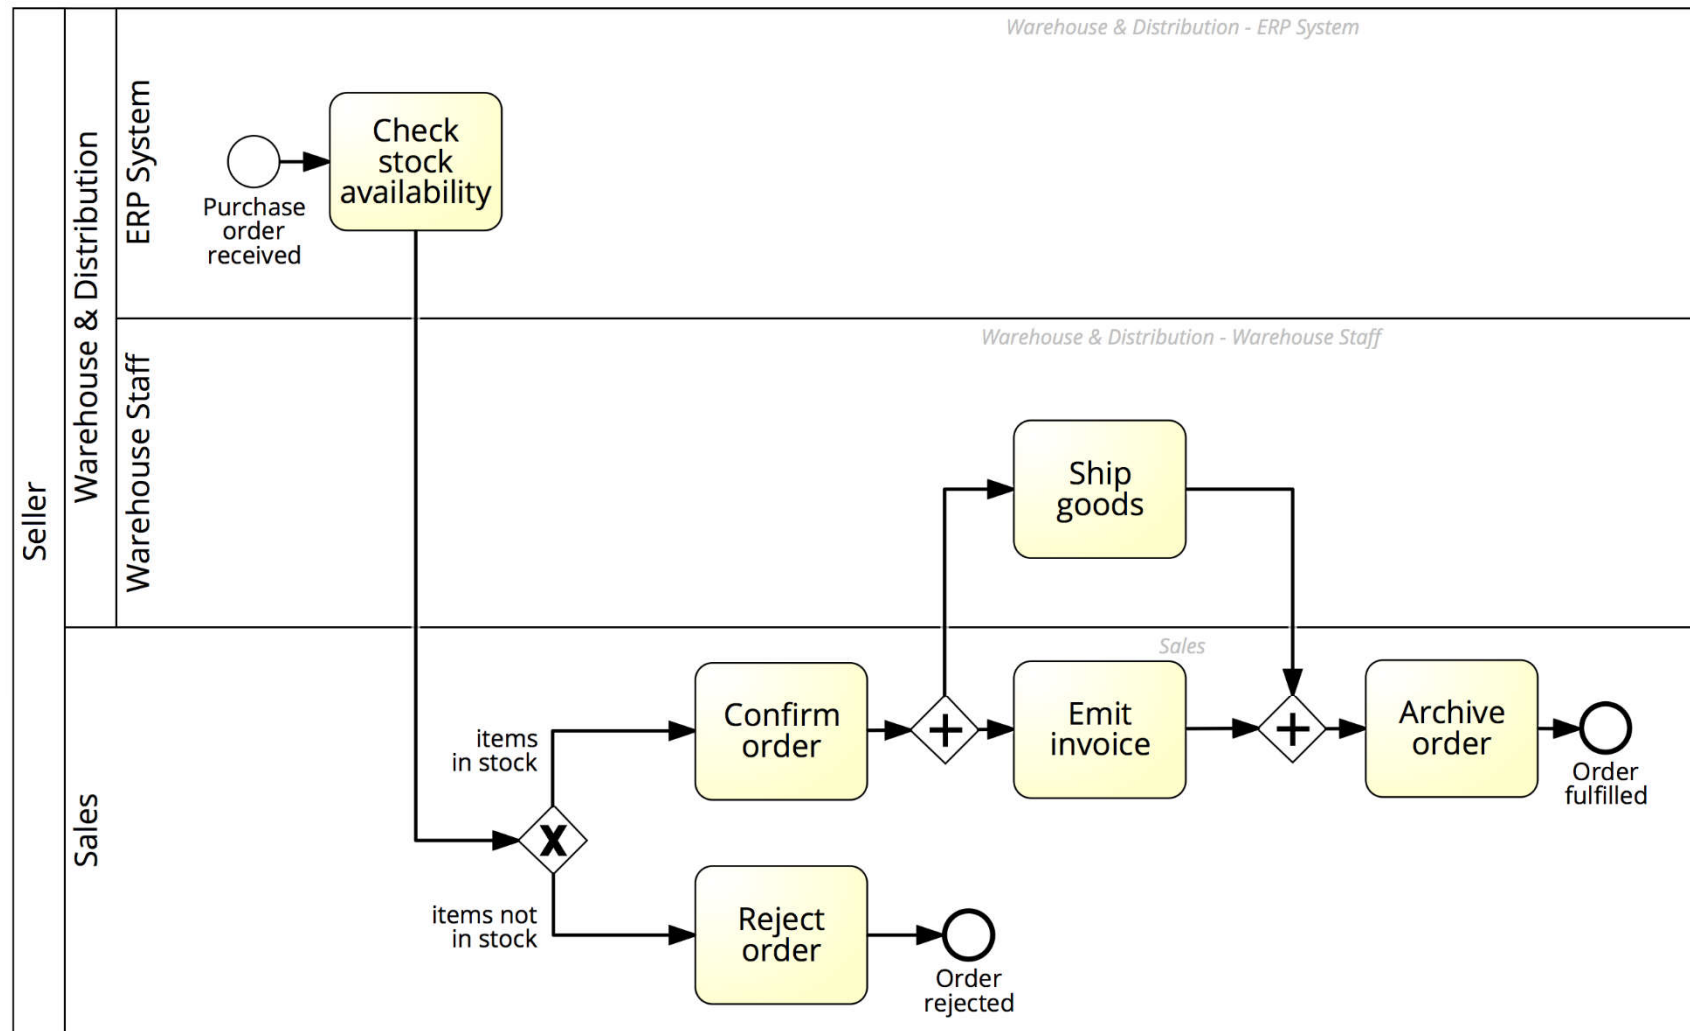 Seller
Warehouse & Distribution
ERP System
Warehouse & Distribution - ERP System
Purchase
order
received
Check
stock
availability
Warehouse Staff
Warehouse & Distribution - Warehouse Staff
Ship
goods
Sales
Sales
items
in stock
X
items not
in stock
Confirm
order
Emit
invoice
Archive
order
Order
fulfilled
Reject
order
Order
rejected